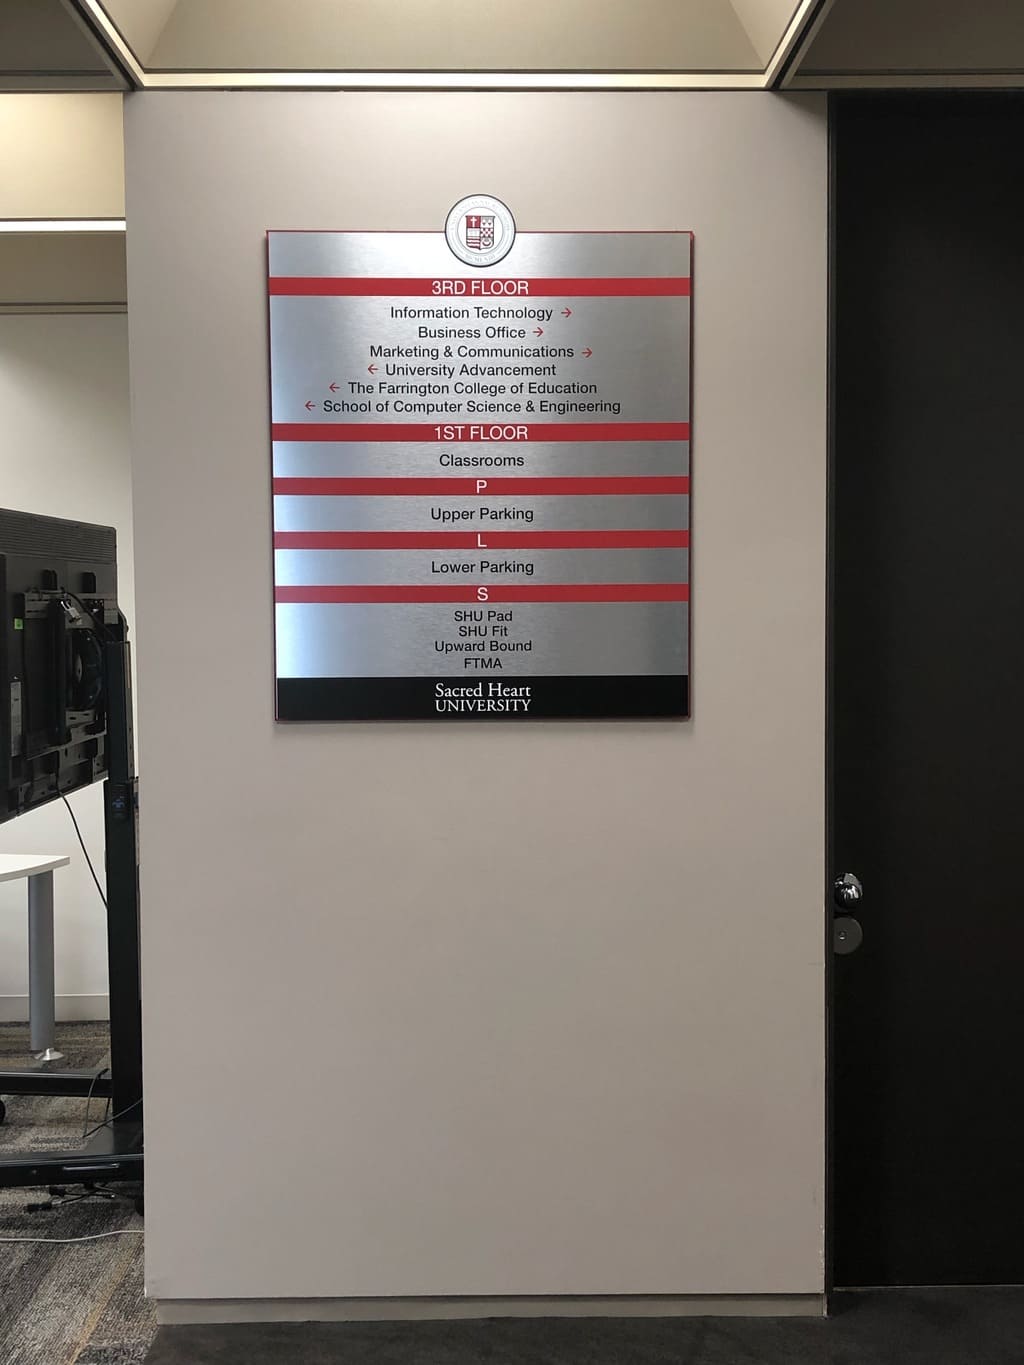 3RD FLOOR
Information Technology →
Business Office →
Marketing & Communications →
← University Advancement
← The Farrington College of Education
← School of Computer Science & Engineering
1ST FLOOR
Classrooms
P
Upper Parking
L
Lower Parking
S
SHU Pad
SHU Fit
Upward Bound
FTMA
Sacred Heart
UNIVERSITY